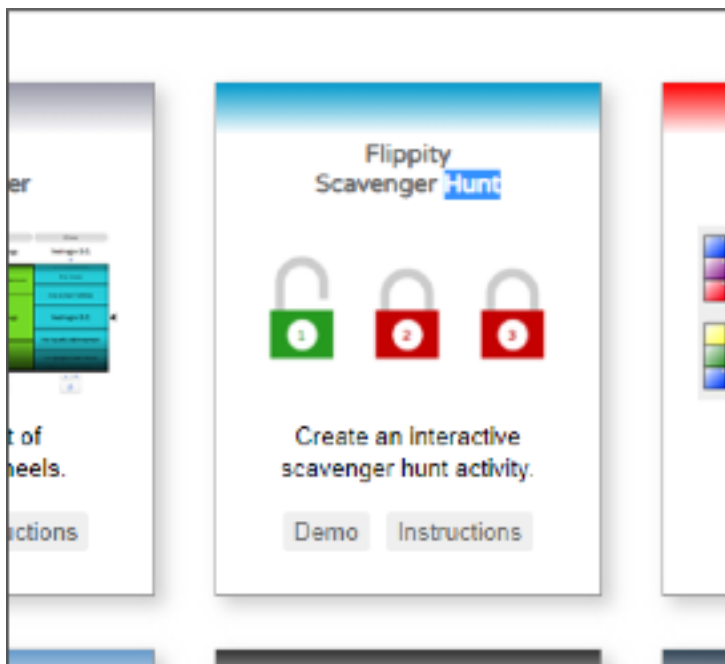 er
t of
heels.
uctions
Flippity
Scavenger Hunt
1 2 3
Create an interactive
scavenger hunt activity.
Demo Instructions